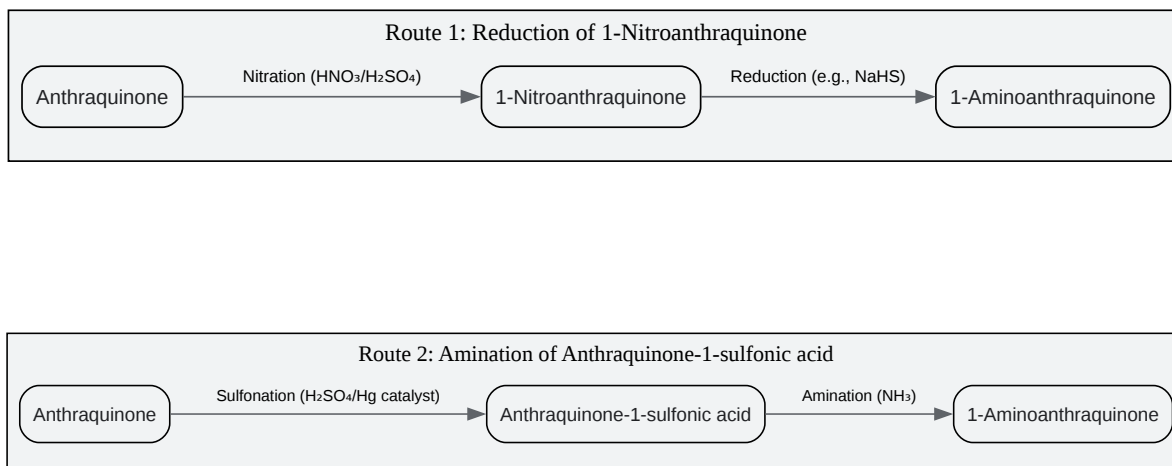 Route 1: Reduction of 1-Nitroanthraquinone
Nitration (HNO₃/H₂SO₄)
Reduction (e.g., NaHS)
Anthraquinone
1-Nitroanthraquinone
1-Aminoanthraquinone
Route 2: Amination of Anthraquinone-1-sulfonic acid
Sulfonation (H₂SO₄/Hg catalyst)
Amination (NH₃)
Anthraquinone
Anthraquinone-1-sulfonic acid
1-Aminoanthraquinone